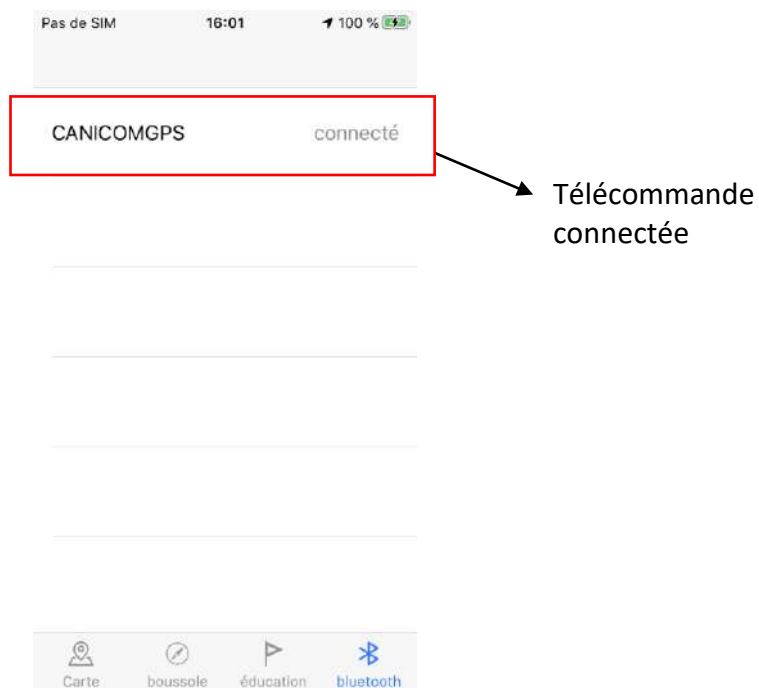 Pas de SIM 16:01 100 %
CANICOMGPS connecté
Télécommande
connectée
Carte boussole éducation bluetooth